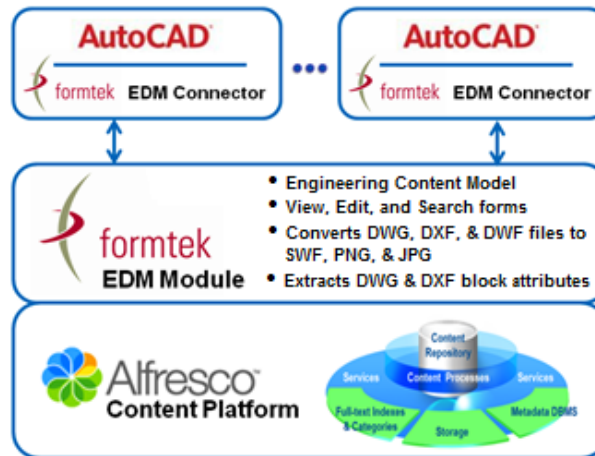 AutoCAD®
formtek EDM Connector
AutoCAD®
formtek EDM Connector
formtek
EDM Module
• Engineering Content Model
• View, Edit, and Search forms
• Converts DWG, DXF, & DWF files to
SWF, PNG, & JPG
• Extracts DWG & DXF block attributes
Alfresco™
Content Platform
Content
Repository
Services
Content Processes
Services
Full-text Indexes
& Categories
Storage
Metadata DBMS